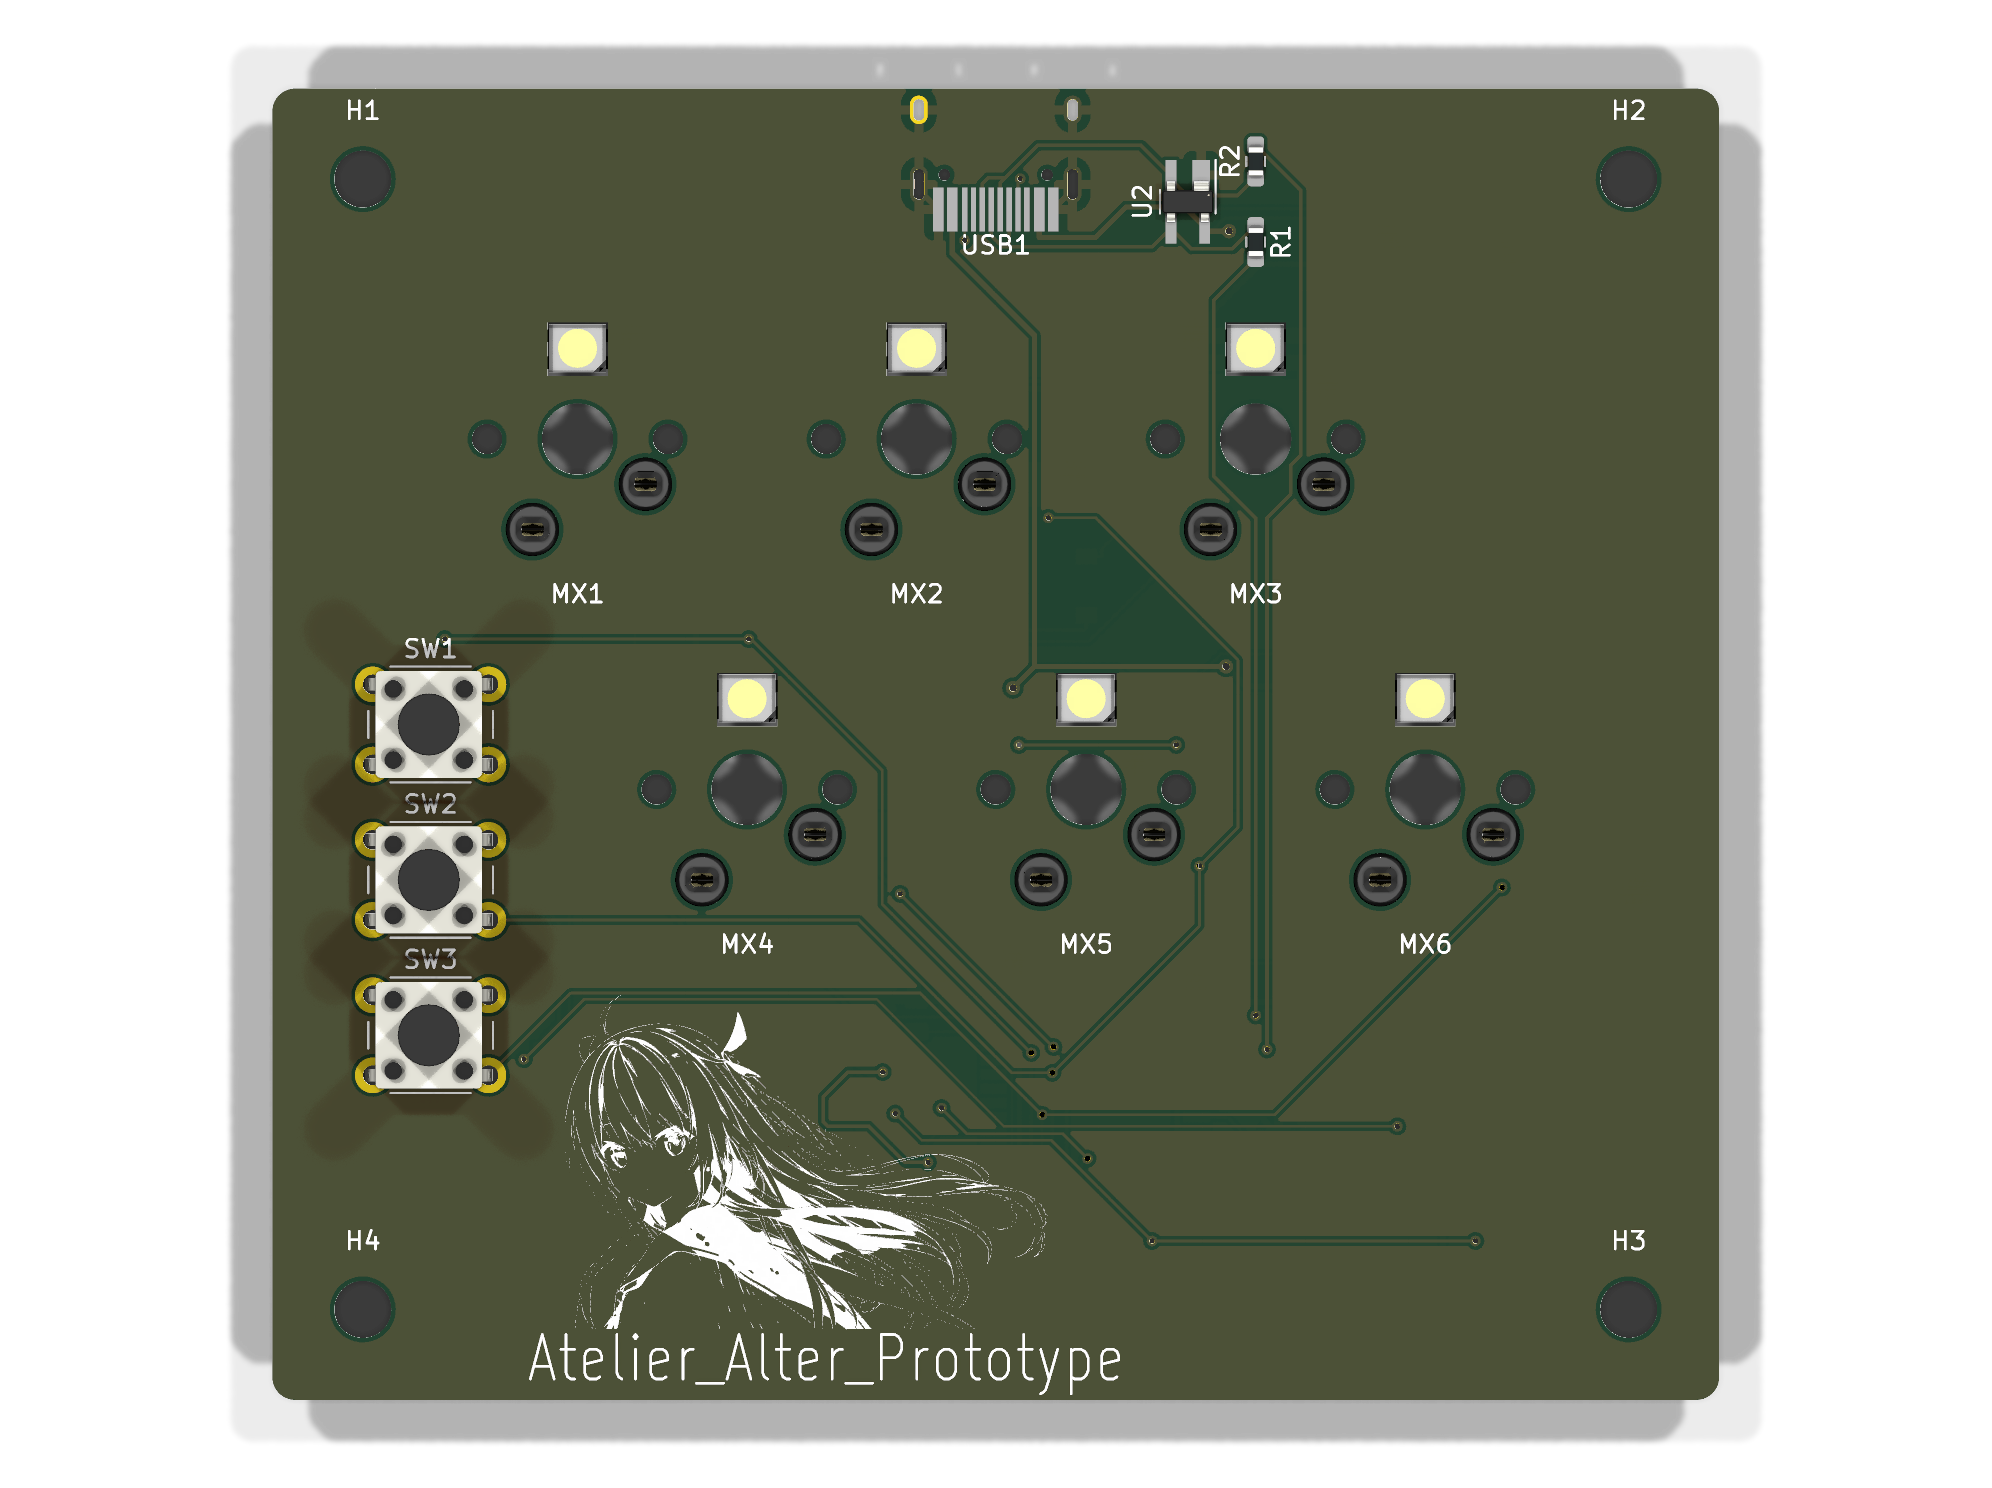 H1
H2
R2
U2
R1
USB1
MX1
MX2
MX3
SW1
SW2
SW3
MX4
MX5
MX6
H4
H3
Atelier_Alter_Prototype